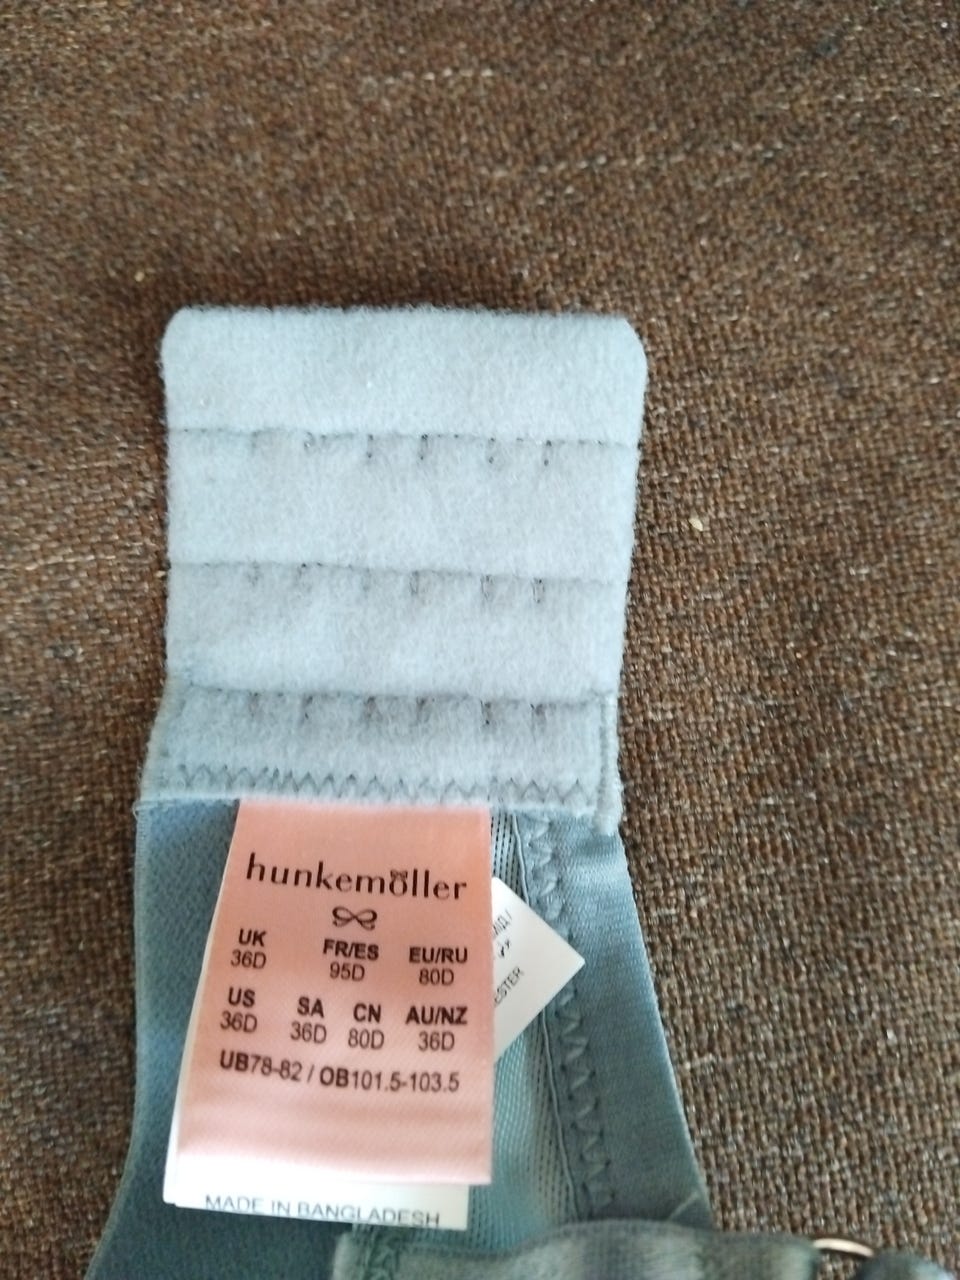 hunkemöller
UK FR/ES EU/RU
36D 95D 80D
US SA CN AU/NZ
36D 36D 80D 36D
UB78-82 / OB101.5-103.5
MADE IN BANGLADESH